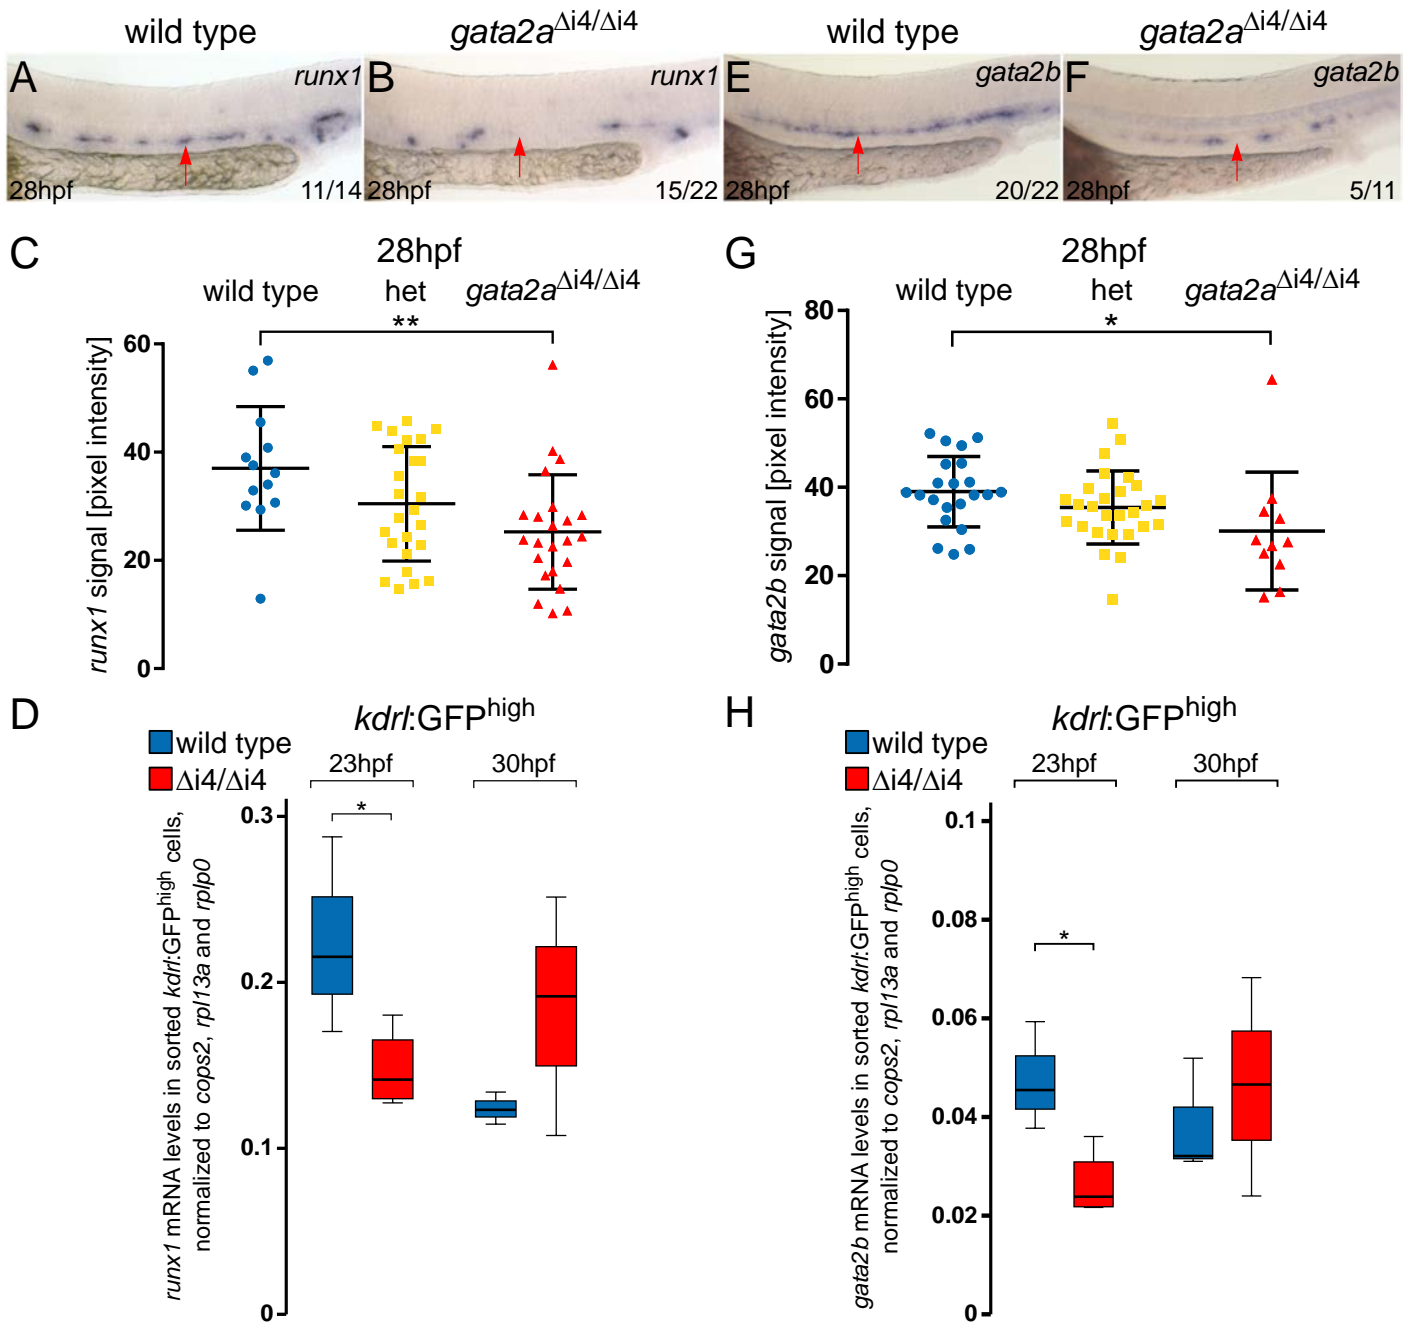 wild type
gata2aΔi4/Δi4
wild type
gata2aΔi4/Δi4
A
runx1
28hpf
11/14
B
runx1
28hpf
15/22
E
gata2b
28hpf
20/22
F
gata2b
28hpf
5/11
C
28hpf
wild type
het
gata2aΔi4/Δi4
**
runx1 signal [pixel intensity]
60
40
20
0
G
28hpf
wild type
het
gata2aΔi4/Δi4
*
gata2b signal [pixel intensity]
80
60
40
20
0
D
kdrl:GFPhigh
wild type
Δi4/Δi4
23hpf
30hpf
*
runx1 mRNA levels in sorted kdrl:GFPhigh cells,
normalized to cops2, rpl13a and rplp0
0.3
0.2
0.1
0
H
kdrl:GFPhigh
wild type
Δi4/Δi4
23hpf
30hpf
*
gata2b mRNA levels in sorted kdrl:GFPhigh cells,
normalized to cops2, rpl13a and rplp0
0.1
0.08
0.06
0.04
0.02
0